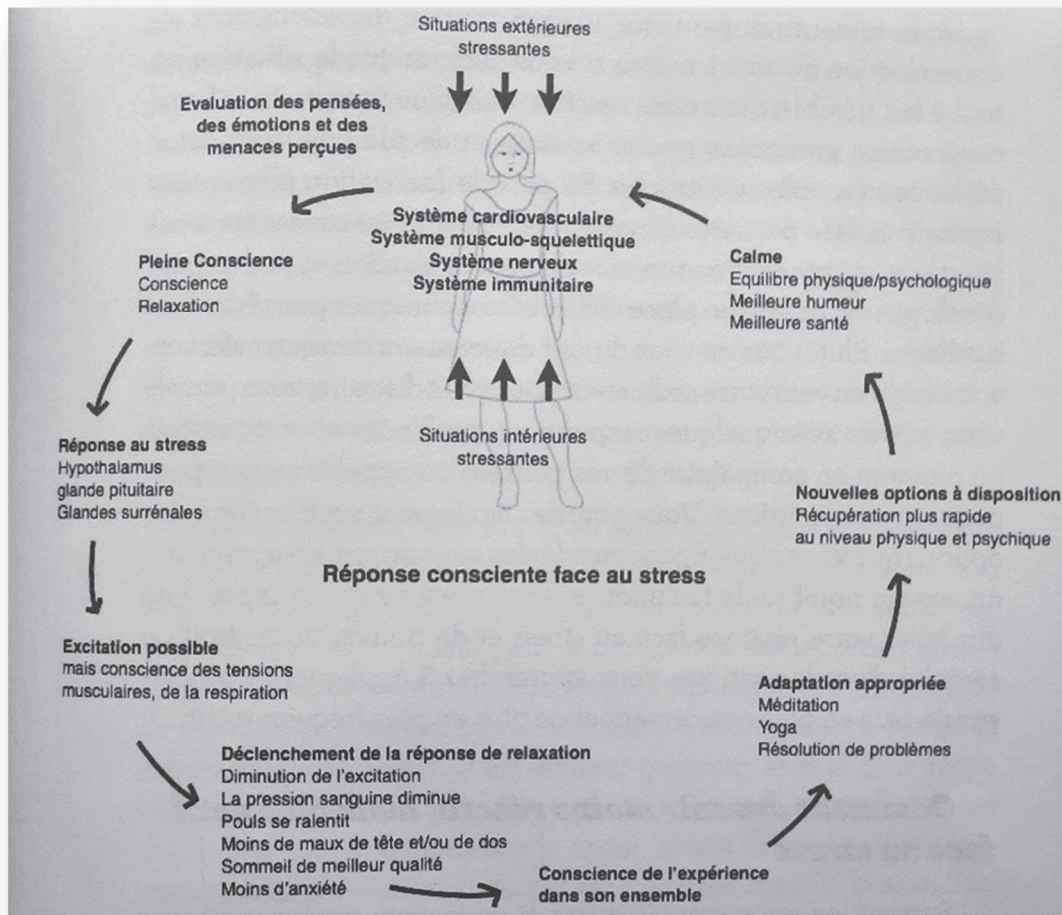 Situations extérieures
stressantes
Evaluation des pensées,
des émotions et des
menaces perçues
Système cardiovasculaire
Système musculo-squelettique
Système nerveux
Système immunitaire
Pleine Conscience
Conscience
Relaxation
Calme
Equilibre physique/psychologique
Meilleure humeur
Meilleure santé
Situations intérieures
stressantes
Réponse au stress
Hypothalamus
glande pituitaire
Glandes surrénales
Nouvelles options à disposition
Récupération plus rapide
au niveau physique et psychique
Réponse consciente face au stress
Excitation possible
mais conscience des tensions
musculaires, de la respiration
Adaptation appropriée
Méditation
Yoga
Résolution de problèmes
Déclenchement de la réponse de relaxation
Diminution de l'excitation
La pression sanguine diminue
Pouls se ralentit
Moins de maux de tête et/ou de dos
Sommeil de meilleur qualité
Moins d'anxiété
Conscience de l'expérience
dans son ensemble